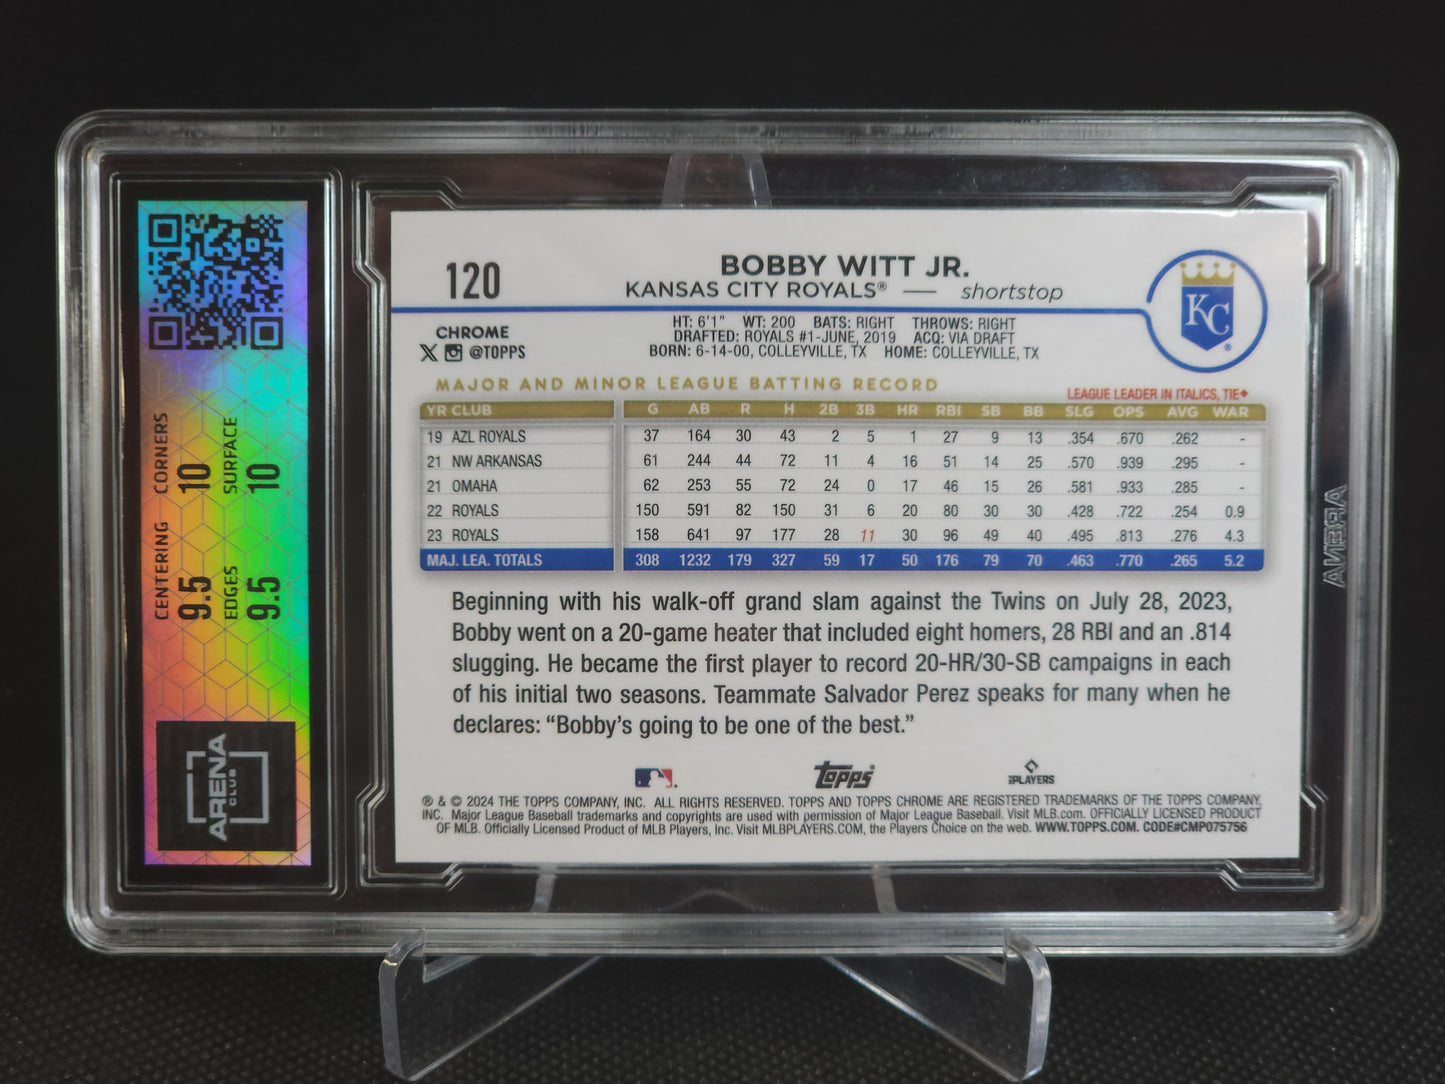 CENTERING CORNERS
9.5 10
EDGES SURFACE
9.5 10
ARENA
CLUB
120
BOBBY WITT JR.
KANSAS CITY ROYALS® — shortstop
KC
®
CHROME
X @TOPPS
HT: 6'1" WT: 200 BATS: RIGHT THROWS: RIGHT
DRAFTED: ROYALS #1-JUNE, 2019 ACQ: VIA DRAFT
BORN: 6-14-00, COLLEYVILLE, TX HOME: COLLEYVILLE, TX
MAJOR AND MINOR LEAGUE BATTING RECORD
LEAGUE LEADER IN ITALICS, TIE♦
YR CLUB G AB R H 2B 3B HR RBI SB BB SLG OPS AVG WAR
19 AZL ROYALS 37 164 30 43 2 5 1 27 9 13 .354 .670 .262 -
21 NW ARKANSAS 61 244 44 72 11 4 16 51 14 25 .570 .939 .295 -
21 OMAHA 62 253 55 72 24 0 17 46 15 26 .581 .933 .285 -
22 ROYALS 150 591 82 150 31 6 20 80 30 30 .428 .722 .254 0.9
23 ROYALS 158 641 97 177 28 11 30 96 49 40 .495 .813 .276 4.3
MAJ. LEA. TOTALS 308 1232 179 327 59 17 50 176 79 70 .463 .770 .265 5.2
Beginning with his walk-off grand slam against the Twins on July 28, 2023,
Bobby went on a 20-game heater that included eight homers, 28 RBI and an .814
slugging. He became the first player to record 20-HR/30-SB campaigns in each
of his initial two seasons. Teammate Salvador Perez speaks for many when he
declares: “Bobby’s going to be one of the best.”
Topps
PLAYERS
® & © 2024 THE TOPPS COMPANY, INC. ALL RIGHTS RESERVED. TOPPS AND TOPPS CHROME ARE REGISTERED TRADEMARKS OF THE TOPPS COMPANY,
INC. Major League Baseball trademarks and copyrights are used with permission of Major League Baseball. Visit MLB.com. OFFICIALLY LICENSED PRODUCT
OF MLB. Officially Licensed Product of MLB Players, Inc. Visit MLBPLAYERS.COM, the Players Choice on the web. WWW.TOPPS.COM. CODE#CMP075756
ARENA